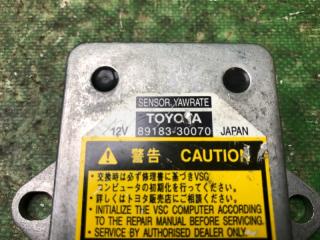 SENSOR, YAWRATE
TOYOTA
12V 89183-30070 JAPAN
警告 CAUTION
・交換時は必ず修理書に基づきVSC
コンピュータの初期化を行ってください。
・詳しくはトヨタ販売店にご相談ください。
・INITIALIZE THE VSC COMPUTER ACCORDING
TO THE REPAIR MANUAL BEFORE SERVICING.
・SERVICE BY AUTHORISED DEALER ONLY.